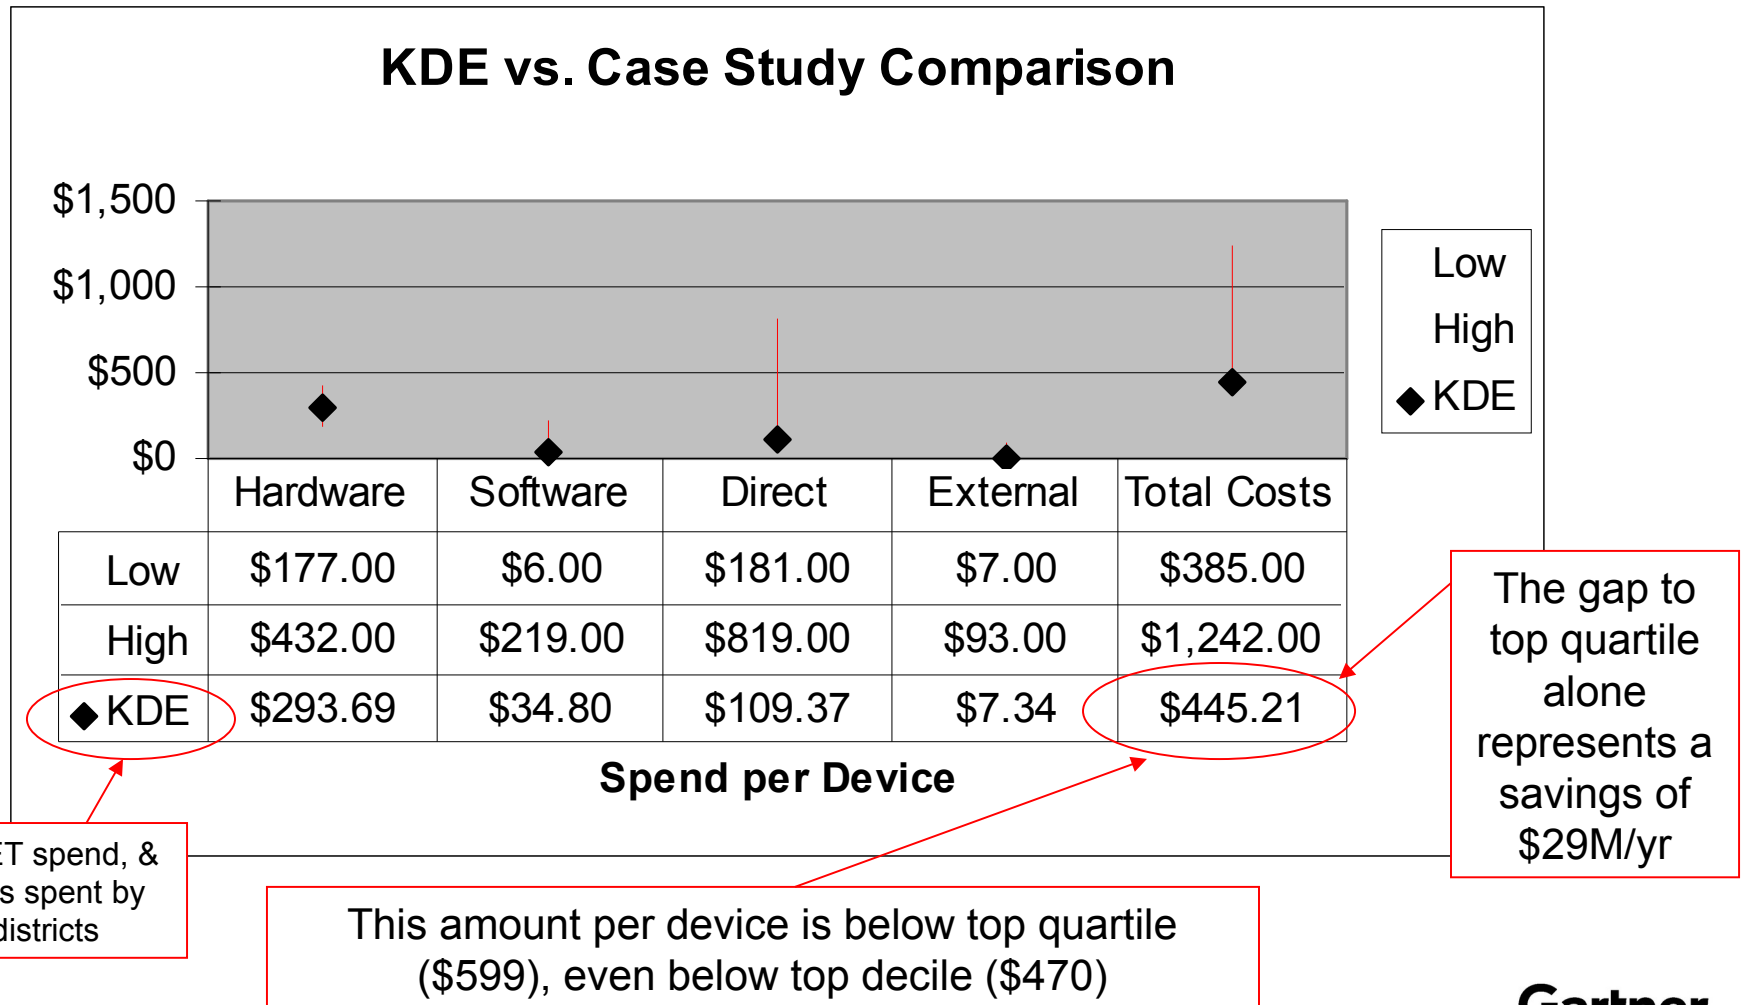 KDE vs. Case Study Comparison
$1,500
$1,000
$500
$0
Low
High
KDE
Hardware Software Direct External Total Costs
Low $177.00 $6.00 $181.00 $7.00 $385.00
High $432.00 $219.00 $819.00 $93.00 $1,242.00
KDE $293.69 $34.80 $109.37 $7.34 $445.21
Spend per Device
The gap to
top quartile
alone
represents a
savings of
$29M/yr
spend, &
spent by
districts
This amount per device is below top quartile
($599), even below top decile ($470)
Gartner